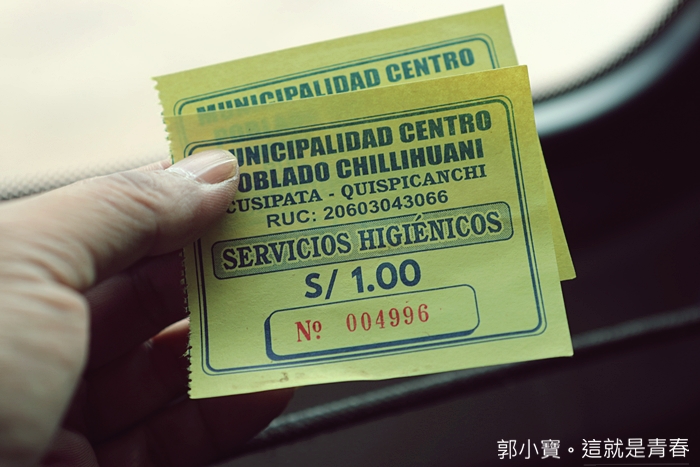 MUNICIPALIDAD CENTRO
MUNICIPALIDAD CENTRO
POBLADO CHILLIHUANI
CUSIPATA - QUISPICANCHI
RUC: 20603043066
SERVICIOS HIGIÉNICOS
S/ 1.00
Nº 004996
郭小寶。這就是青春